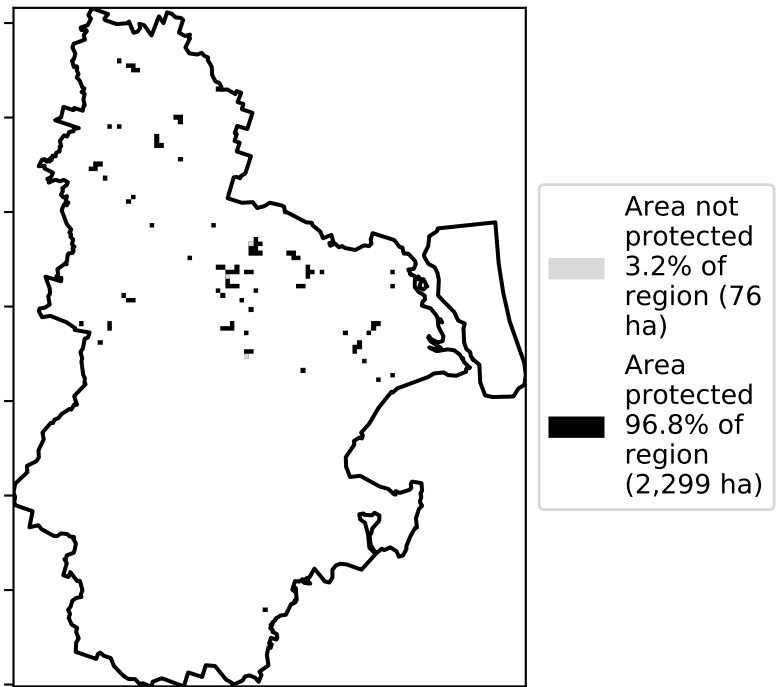 Area not
protected
3.2% of
region (76
ha)
Area
protected
96.8% of
region
(2,299 ha)